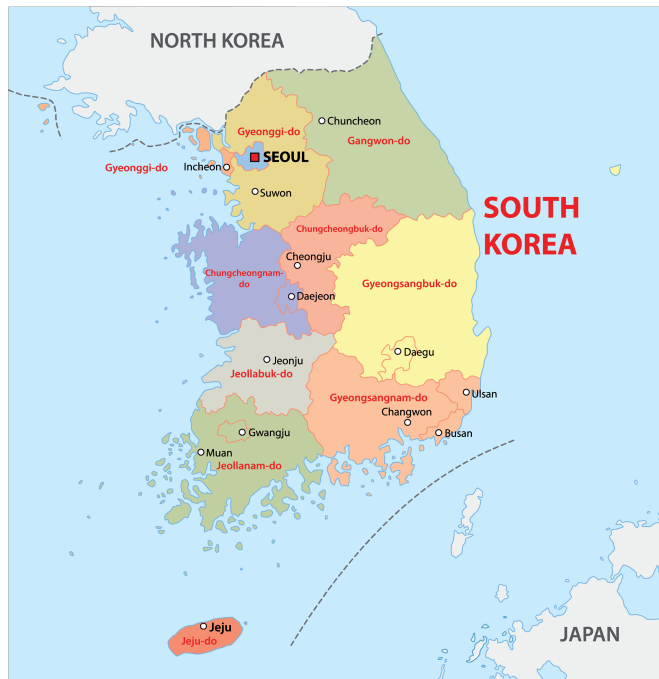 NORTH KOREA
Chuncheon
Gyeonggi-do
Gangwon-do
SEOUL
Gyeonggi-do
Incheon
Suwon
SOUTH
KOREA
Chungcheongbuk-do
Cheongju
Chungcheongnam-
do
Gyeongsangbuk-do
Daejeon
Daegu
Jeonju
Jeollabuk-do
Gyeongsangnam-do
Ulsan
Changwon
Gwangju
Busan
Muan
Jeollanam-do
Jeju
Jeju-do
JAPAN